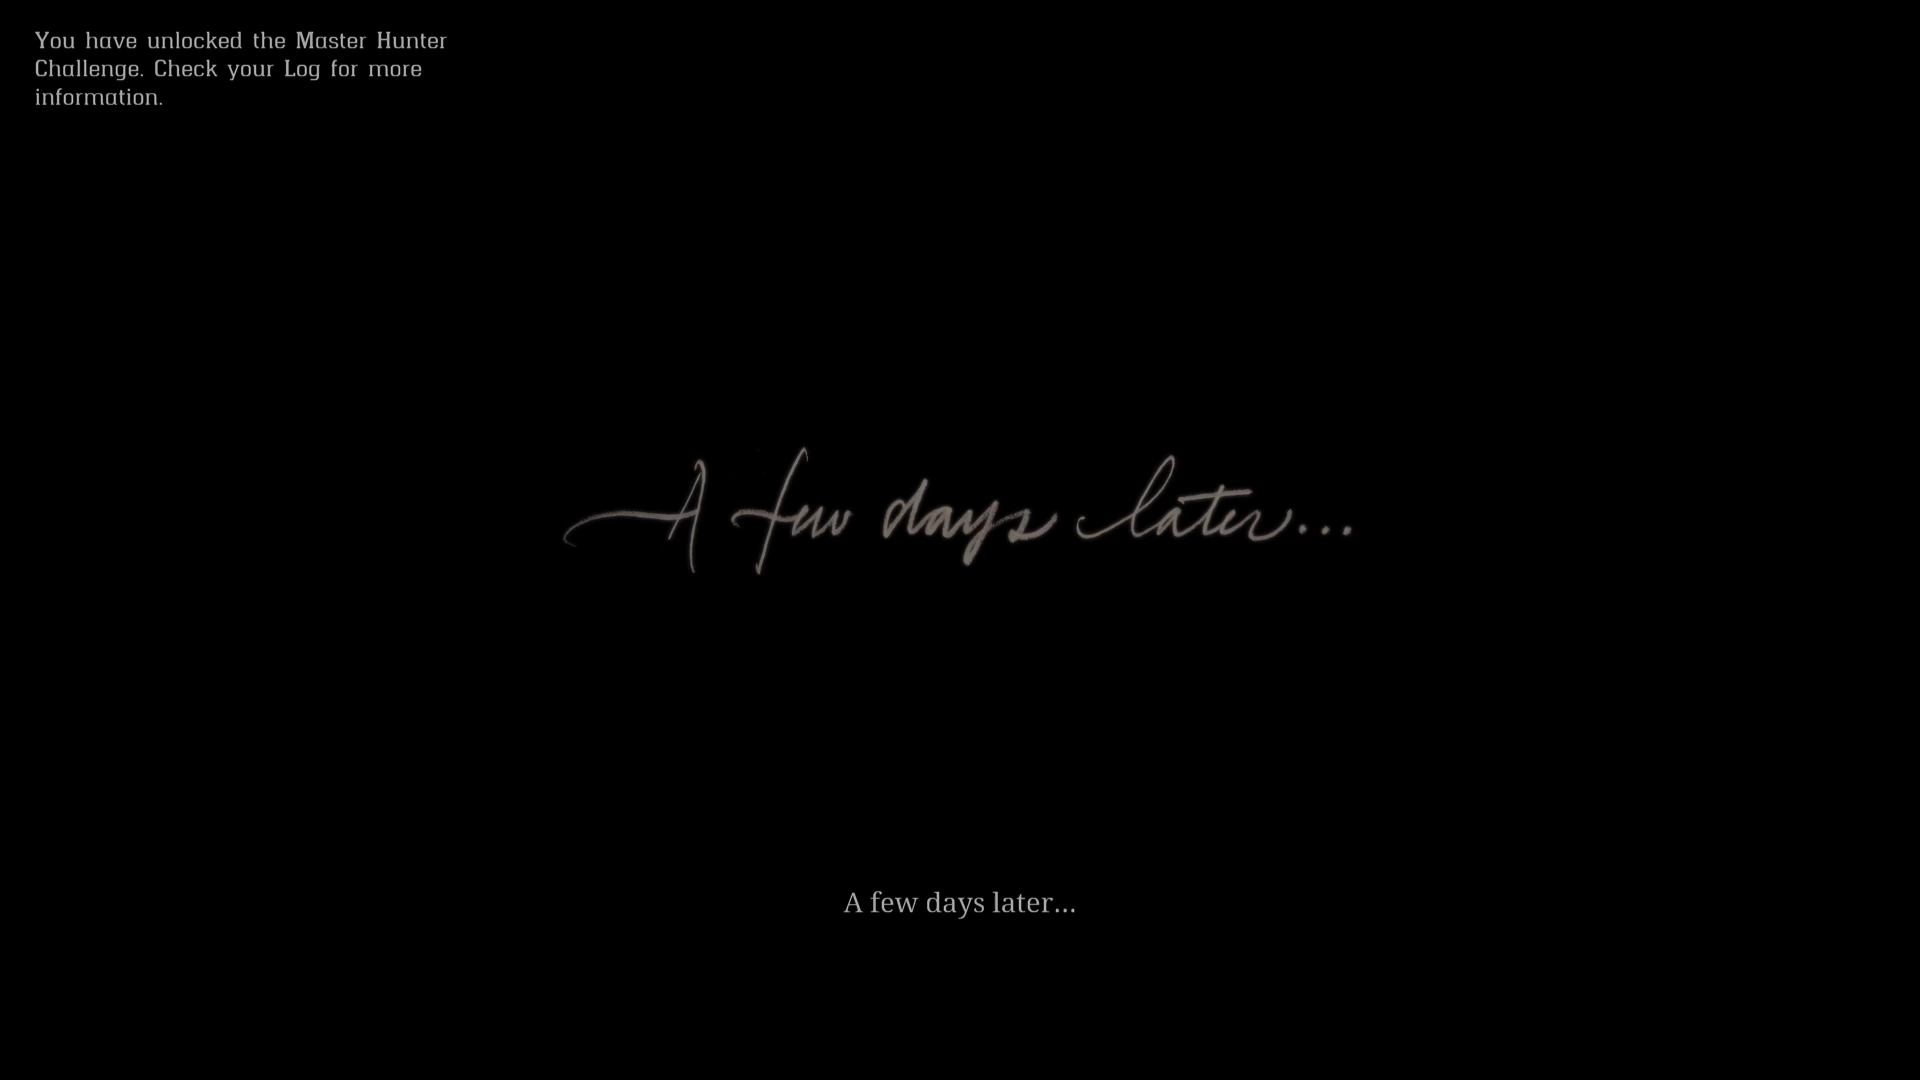 You have unlocked the Master Hunter
Challenge. Check your Log for more
information.
A few days later...
A few days later...